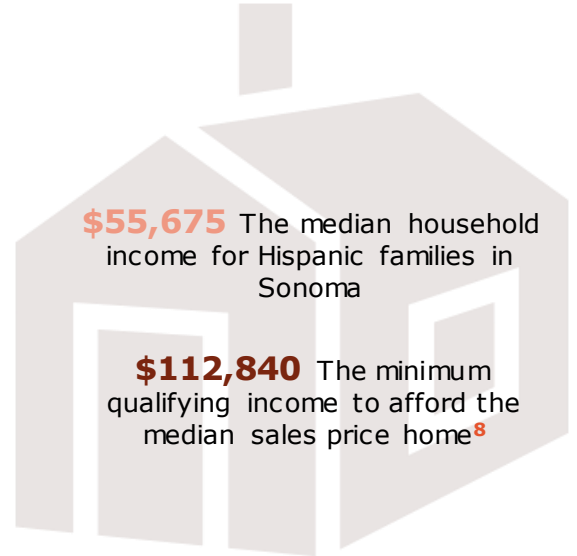 $55,675 The median household
income for Hispanic families in
Sonoma
$112,840 The minimum
qualifying income to afford the
median sales price home8